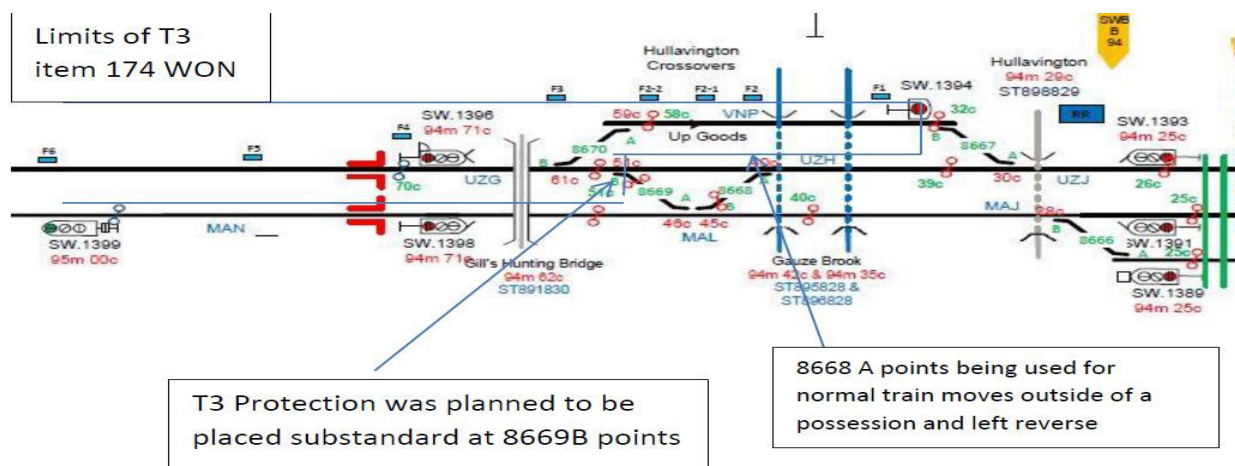 Limits of T3
item 174 WON
SWB
B
94
Hullavington
Crossovers
Hullavington
94m 29c
ST898829
F3
F2-2
F2-1
F2
F1
SW.1394
32c
59c
58c
VNP
RR
SW.1396
94m 71c
SW.1393
94m 25c
F4
A
Up Goods
B
8667
F6
F5
8670
B
A
51c
UZH
70c
UZG
61c
B
8669
8668
39c
30c
UZJ
26c
A
B
40c
MAJ
25c
46c
45c
MAL
B
8666
SW.1399
95m 00c
MAN
SW.1398
94m 71c
Gill's Hunting Bridge
94m 62c
ST891830
Gauze Brook
94m 42c & 94m 35c
ST895828 &
ST896828
A
25c
SW.1391
SW.1389
94m 25c
T3 Protection was planned to be
placed substandard at 8669B points
8668 A points being used for
normal train moves outside of a
possession and left reverse